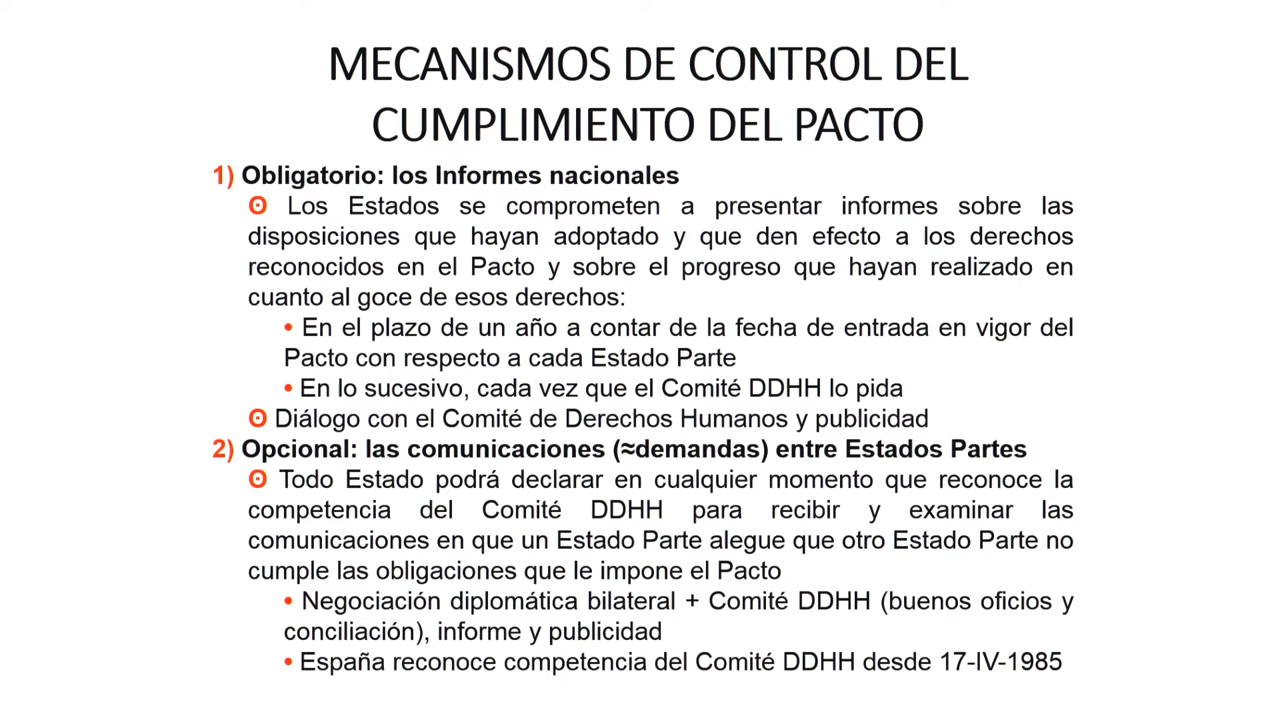 MECANISMOS DE CONTROL DEL
CUMPLIMIENTO DEL PACTO
1) Obligatorio: los Informes nacionales
ʘ Los Estados se comprometen a presentar informes sobre las
disposiciones que hayan adoptado y que den efecto a los derechos
reconocidos en el Pacto y sobre el progreso que hayan realizado en
cuanto al goce de esos derechos:
• En el plazo de un año a contar de la fecha de entrada en vigor del
Pacto con respecto a cada Estado Parte
• En lo sucesivo, cada vez que el Comité DDHH lo pida
ʘ Diálogo con el Comité de Derechos Humanos y publicidad
2) Opcional: las comunicaciones (≈demandas) entre Estados Partes
ʘ Todo Estado podrá declarar en cualquier momento que reconoce la
competencia del Comité DDHH para recibir y examinar las
comunicaciones en que un Estado Parte alegue que otro Estado Parte no
cumple las obligaciones que le impone el Pacto
• Negociación diplomática bilateral + Comité DDHH (buenos oficios y
conciliación), informe y publicidad
• España reconoce competencia del Comité DDHH desde 17-IV-1985